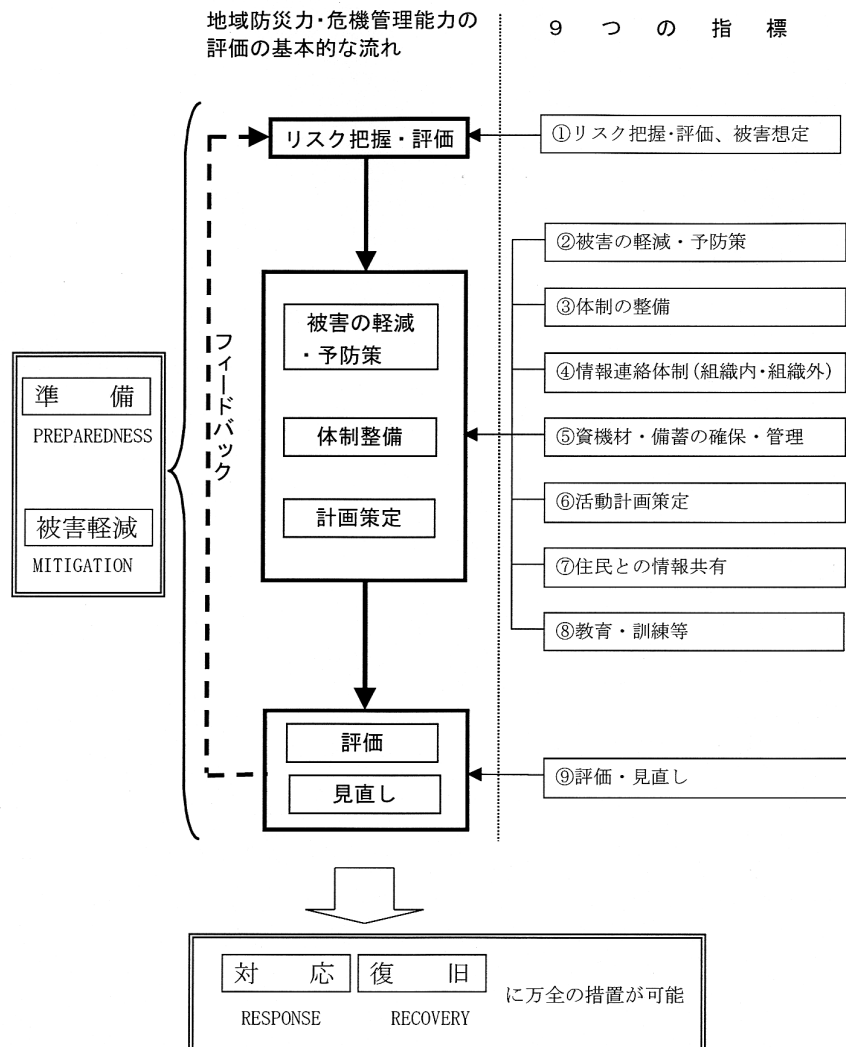 地域防災力・危機管理能力の
評価の基本的な流れ
９つの指標
リスク把握・評価
①リスク把握・評価、被害想定
フィードバック
被害の軽減
・予防策
体制整備
計画策定
②被害の軽減・予防策
③体制の整備
④情報連絡体制(組織内・組織外)
⑤資機材・備蓄の確保・管理
⑥活動計画策定
⑦住民との情報共有
⑧教育・訓練等
準備
PREPAREDNESS
被害軽減
MITIGATION
評価
見直し
⑨評価・見直し
対応
RESPONSE
復旧
RECOVERY
に万全の措置が可能